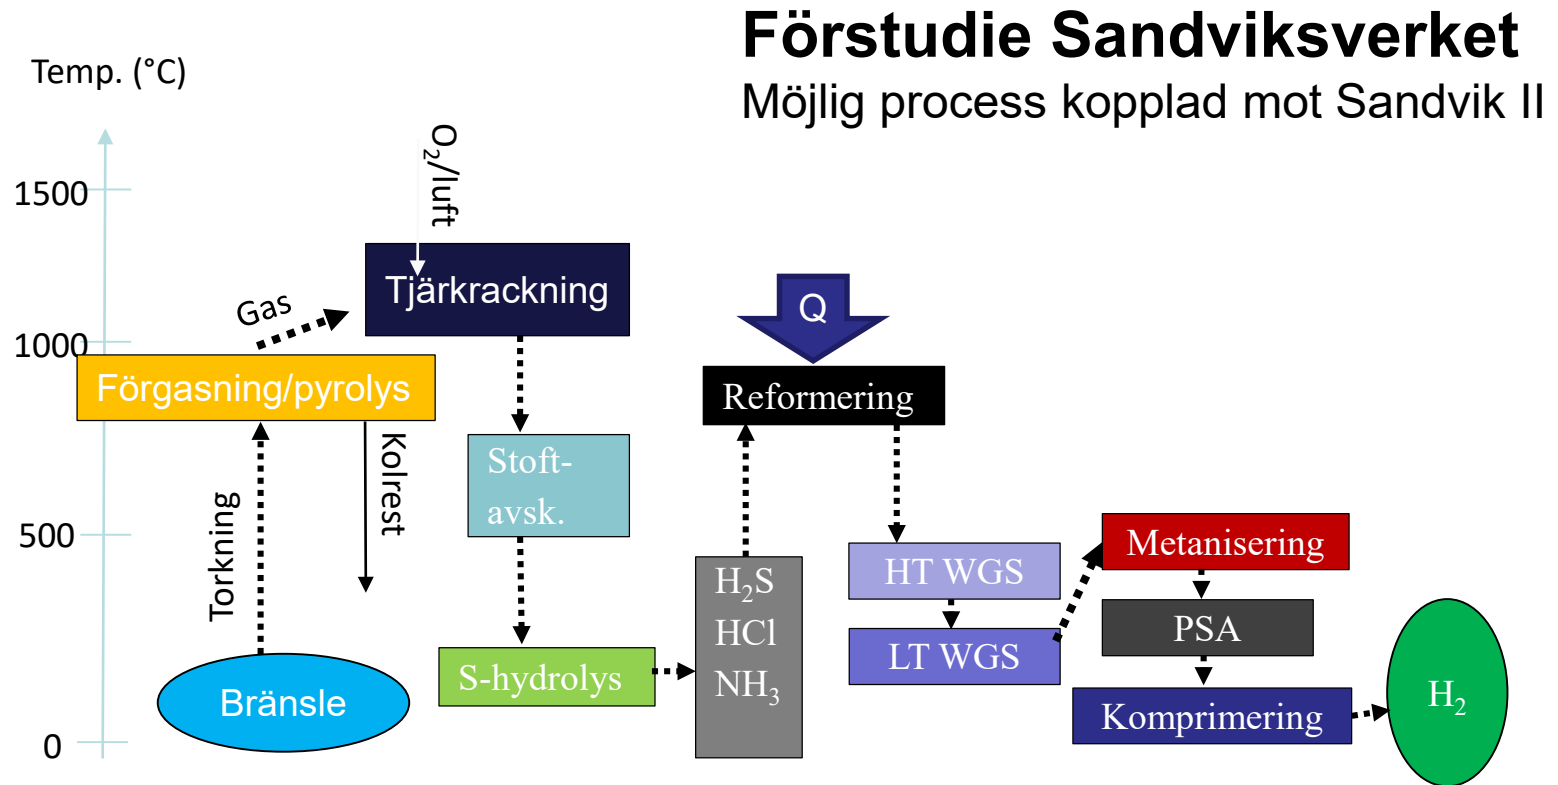 Förstudie Sandviksverket
Möjlig process kopplad mot Sandvik II
Temp. (°C)
1500
1000
500
0
O₂/luft
Tjärkrackning
Gas
Förgasning/pyrolys
Kolrest
Torkning
Bränsle
Stoft-
avsk.
S-hydrolys
H₂S
HCl
NH₃
Q
Reformering
HT WGS
LT WGS
Metanisering
PSA
Komprimering
H₂